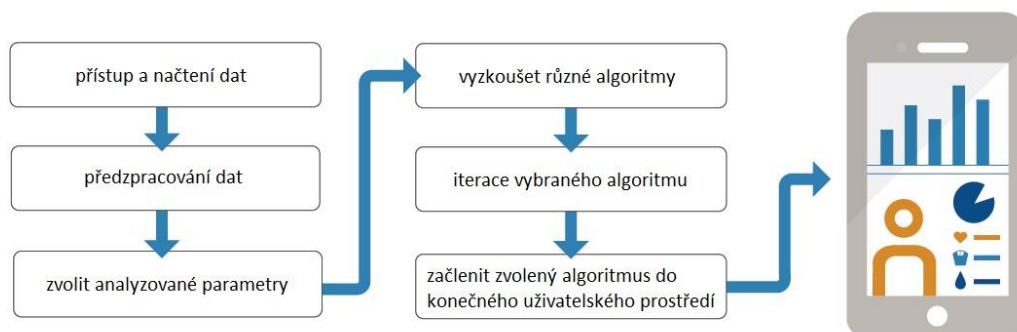 přístup a načtení dat
předzpracování dat
zvolit analyzované parametry
vyzkoušet různé algoritmy
iterace vybraného algoritmu
začlenit zvolený algoritmus do
konečného uživatelského prostředí